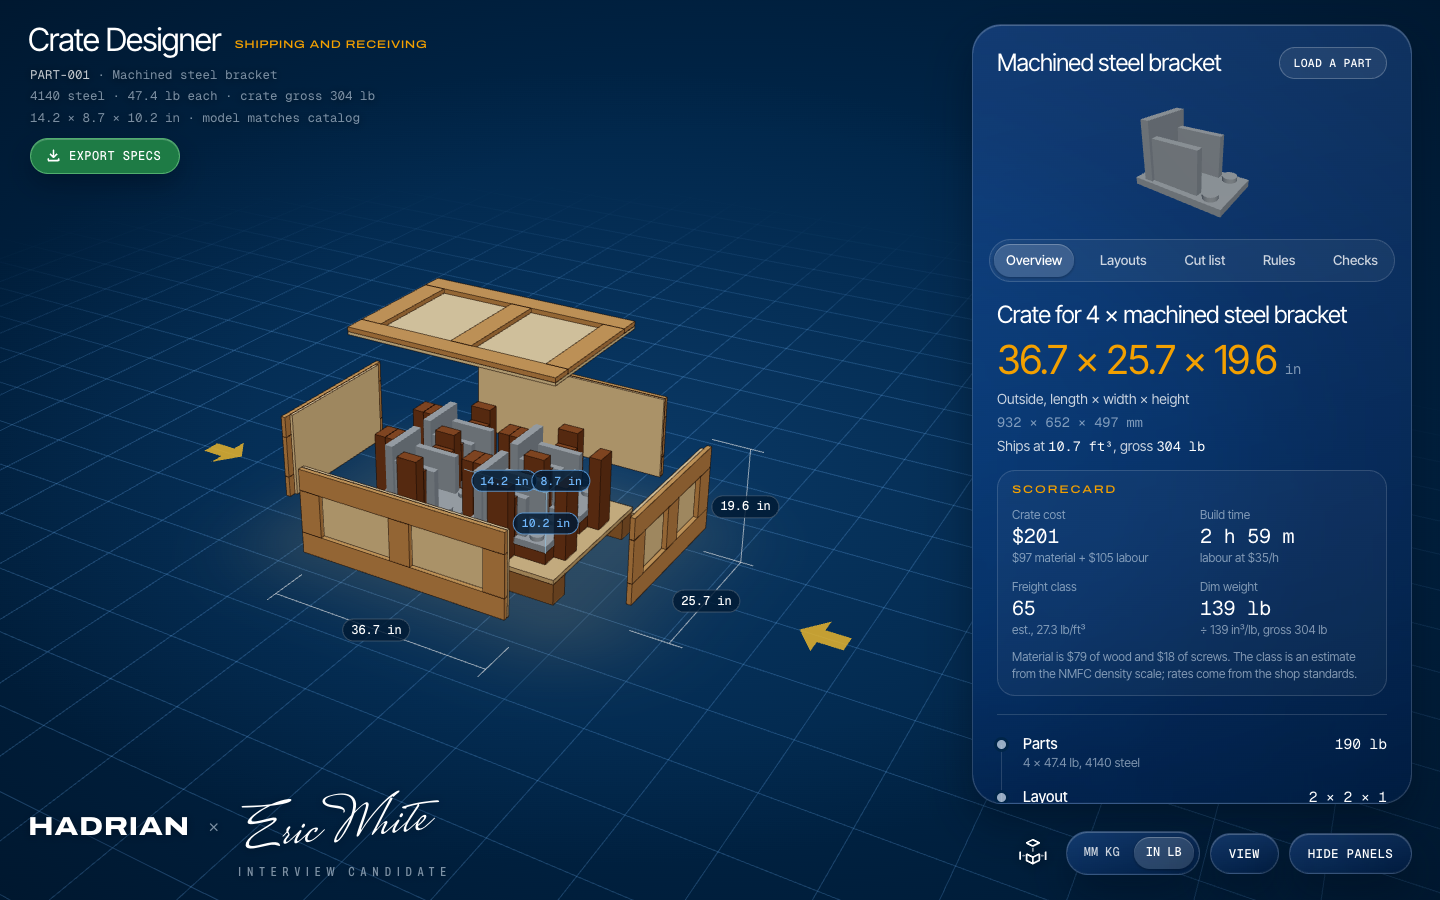 Crate Designer SHIPPING AND RECEIVING
PART-001 · Machined steel bracket
4140 steel · 47.4 lb each · crate gross 304 lb
14.2 × 8.7 × 10.2 in · model matches catalog
EXPORT SPECS
14.2 in
8.7 in
10.2 in
19.6 in
25.7 in
36.7 in
HADRIAN × Eric White
INTERVIEW CANDIDATE
Machined steel bracket
LOAD A PART
Overview Layouts Cut list Rules Checks
Crate for 4 × machined steel bracket
36.7 × 25.7 × 19.6 in
Outside, length × width × height
932 × 652 × 497 mm
Ships at 10.7 ft³, gross 304 lb
SCORECARD
Crate cost
$201
$97 material + $105 labour
Build time
2 h 59 m
labour at $35/h
Freight class
65
est., 27.3 lb/ft³
Dim weight
139 lb
÷ 139 in³/lb, gross 304 lb
Material is $79 of wood and $18 of screws. The class is an estimate
from the NMFC density scale; rates come from the shop standards.
Parts 190 lb
4 × 47.4 lb, 4140 steel
Layout 2 × 2 × 1
MM KG IN LB
VIEW
HIDE PANELS